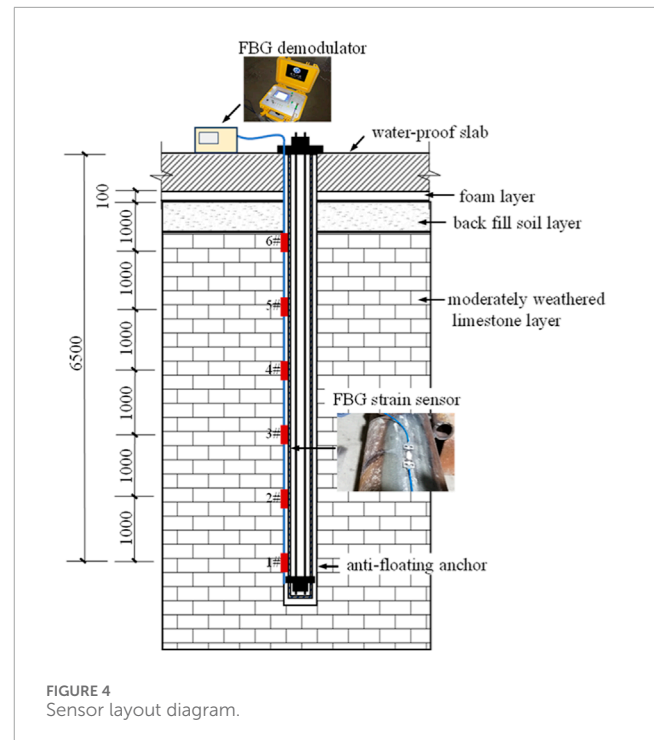 FBG demodulator
water-proof slab
foam layer
back fill soil layer
moderately weathered
limestone layer
FBG strain sensor
anti-floating anchor
100
1000
1000
1000
1000
1000
1000
6500
6#
5#
4#
3#
2#
1#
FIGURE 4
Sensor layout diagram.